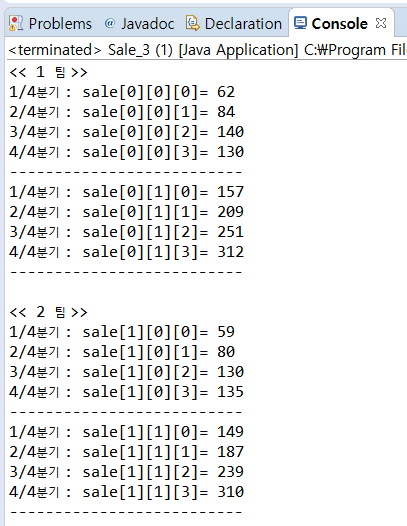 Problems @ Javadoc Declaration Console
<terminated> Sale_3 (1) [Java Application] C:₩Program File
<< 1 팀 >>
1/4분기 : sale[0][0][0]= 62
2/4분기 : sale[0][0][1]= 84
3/4분기 : sale[0][0][2]= 140
4/4분기 : sale[0][0][3]= 130
--------------------------
1/4분기 : sale[0][1][0]= 157
2/4분기 : sale[0][1][1]= 209
3/4분기 : sale[0][1][2]= 251
4/4분기 : sale[0][1][3]= 312
--------------------------
<< 2 팀 >>
1/4분기 : sale[1][0][0]= 59
2/4분기 : sale[1][0][1]= 80
3/4분기 : sale[1][0][2]= 130
4/4분기 : sale[1][0][3]= 135
--------------------------
1/4분기 : sale[1][1][0]= 149
2/4분기 : sale[1][1][1]= 187
3/4분기 : sale[1][1][2]= 239
4/4분기 : sale[1][1][3]= 310
--------------------------